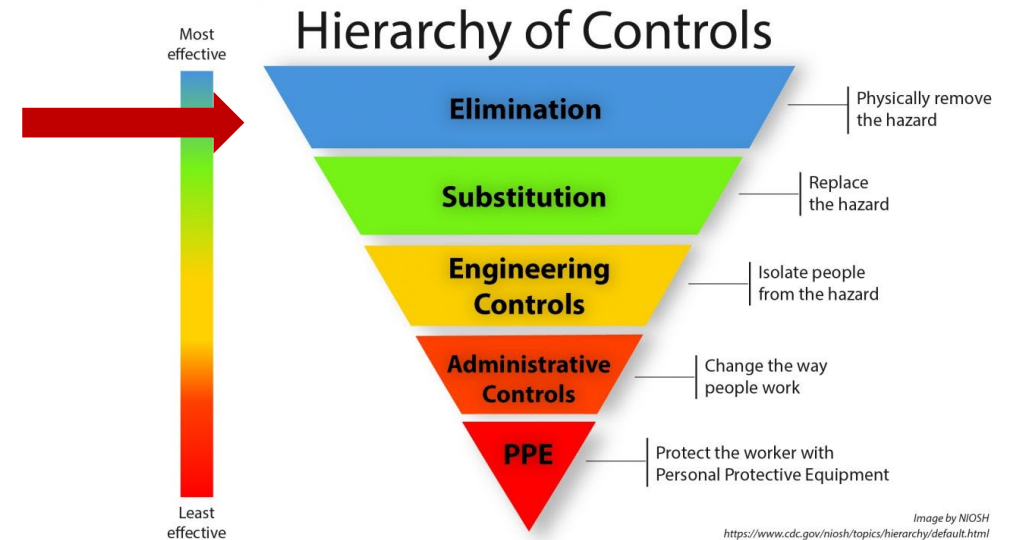 Hierarchy of Controls
Most
effective
Elimination
Physically remove
the hazard
Substitution
Replace
the hazard
Engineering
Controls
Isolate people
from the hazard
Administrative
Controls
Change the way
people work
PPE
Protect the worker with
Personal Protective Equipment
Least
effective
Image by NIOSH
https://www.cdc.gov/niosh/topics/hierarchy/default.html